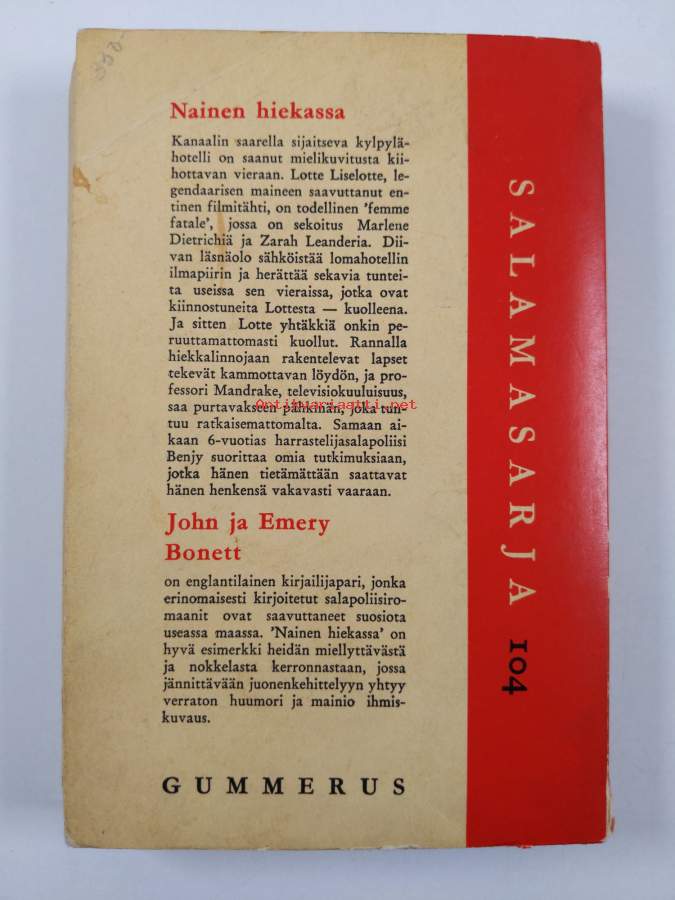 Nainen hiekassa
Kanaalin saarella sijaitseva kylpylä-
hotelli on saanut mielikuvitusta kii-
hottavan vieraan. Lotte Liselotte, le-
gendaarisen maineen saavuttanut en-
tinen filmitähti, on todellinen 'femme
fatale', jossa on sekoitus Marlene
Dietrichiä ja Zarah Leanderia. Dii-
van läsnäolo sähköistää lomahotellin
ilmapiirin ja herättää sekavia tuntei-
ta useissa sen vieraissa, jotka ovat
kiinnostuneita Lottesta — kuolleena.
Ja sitten Lotte yhtäkkiä onkin pe-
ruuttamattomasti kuollut. Rannalla
hiekkalinnojaan rakentelevat lapset
tekevät kammottavan löydön, ja pro-
fessori Mandrake, televisiokuuluisuus,
saa purtavakseen pähkinän, joka tun-
tuu ratkaisemattomalta. Samaan ai-
kaan 6-vuotias harrastelijasalapoliisi
Benjy suorittaa omia tutkimuksiaan,
jotka hänen tietämättään saattavat
hänen henkensä vakavasti vaaraan.
John ja Emery
Bonett
on englantilainen kirjailijapari, jonka
erinomaisesti kirjoitetut salapoliisiro-
maanit ovat saavuttaneet suosiota
useassa maassa. 'Nainen hiekassa' on
hyvä esimerkki heidän miellyttävästä
ja nokkelasta kerronnastaan, jossa
jännittävään juonenkehittelyyn yhtyy
verraton huumori ja mainio ihmis-
kuvaus.
GUMMERUS
SALAMASARJA 104
Antikvariaatti.net